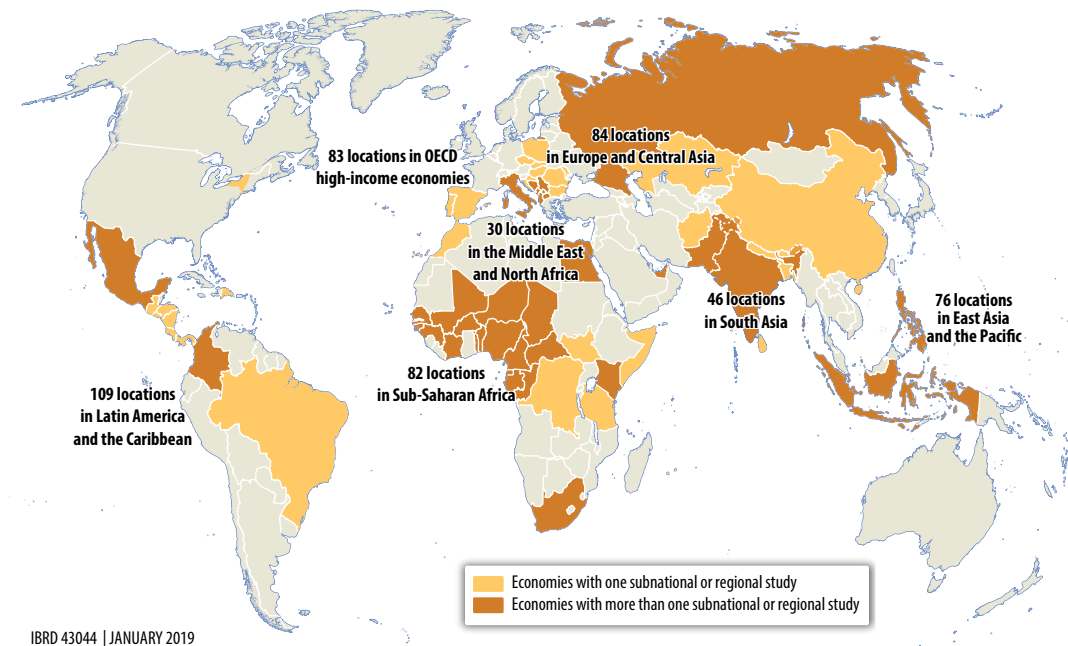 84 locations
in Europe and Central Asia
83 locations in OECD
high-income economies
30 locations
in the Middle East
and North Africa
46 locations
in South Asia
76 locations
in East Asia
and the Pacific
82 locations
in Sub-Saharan Africa
109 locations
in Latin America
and the Caribbean
Economies with one subnational or regional study
Economies with more than one subnational or regional study
IBRD 43044 | JANUARY 2019